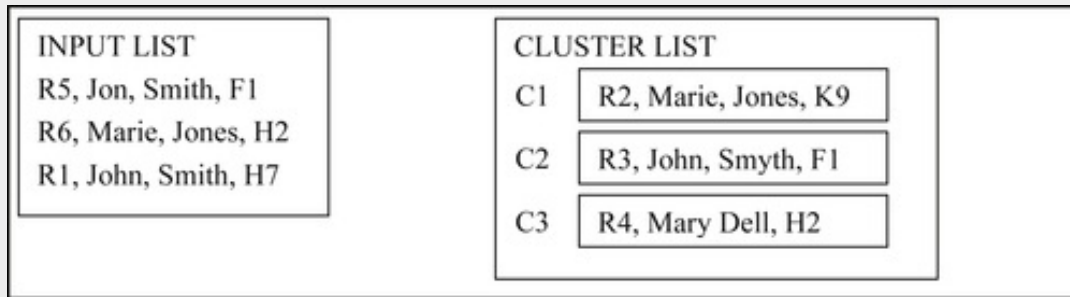 INPUT LIST
R5, Jon, Smith, F1
R6, Marie, Jones, H2
R1, John, Smith, H7
CLUSTER LIST
C1 R2, Marie, Jones, K9
C2 R3, John, Smyth, F1
C3 R4, Mary Dell, H2